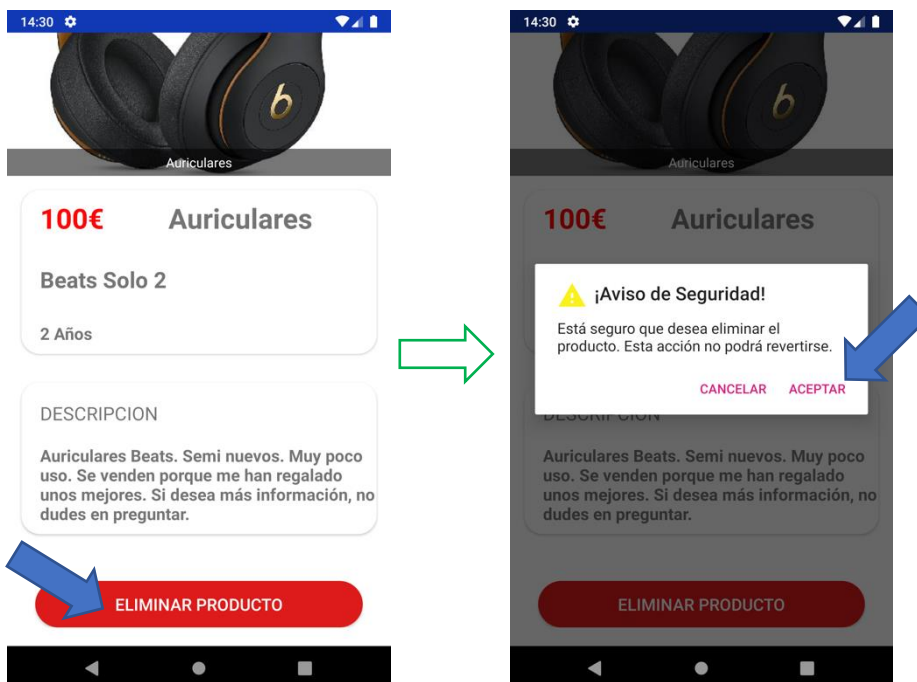 14:30
Auriculares
100€ Auriculares
Beats Solo 2
2 Años
DESCRIPCION
Auriculares Beats. Semi nuevos. Muy poco
uso. Se venden porque me han regalado
unos mejores. Si desea más información, no
dudes en preguntar.
ELIMINAR PRODUCTO
14:30
Auriculares
100€ Auriculares
¡Aviso de Seguridad!
Está seguro que desea eliminar el
producto. Esta acción no podrá revertirse.
CANCELAR ACEPTAR
DESCRIPCION
Auriculares Beats. Semi nuevos. Muy poco
uso. Se venden porque me han regalado
unos mejores. Si desea más información, no
dudes en preguntar.
ELIMINAR PRODUCTO